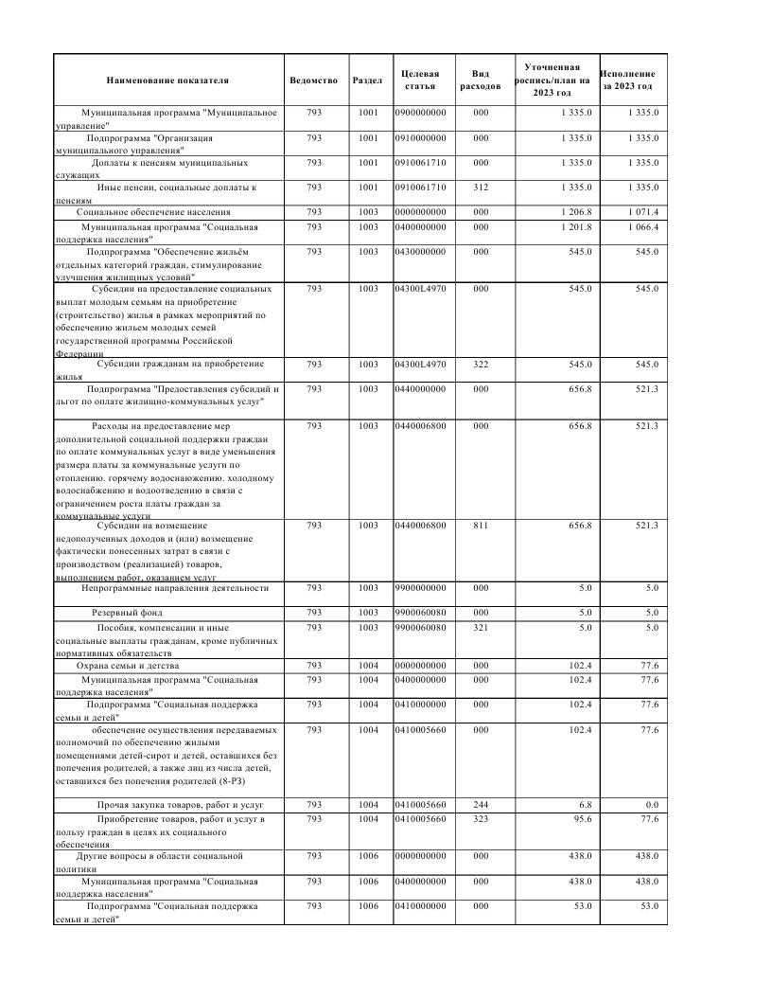 Наименование показателя Ведомство Раздел Целевая статья Вид расходов Уточненная роспись/план на 2023 год Исполнение за 2023 год
Муниципальная программа "Муниципальное 793 1001 0900000000 000 1 335.0 1 335.0
управление"
Подпрограмма "Организация 793 1001 0910000000 000 1 335.0 1 335.0
муниципального управления"
Доплаты к пенсиям муниципальных 793 1001 0910061710 000 1 335.0 1 335.0
служащих
Иные пенсии, социальные доплаты к 793 1001 0910061710 312 1 335.0 1 335.0
пенсиям
Социальное обеспечение населения 793 1003 0000000000 000 1 206.8 1 071.4
Муниципальная программа "Социальная 793 1003 0400000000 000 1 201.8 1 066.4
поддержка населения"
Подпрограмма "Обеспечение жильём 793 1003 0430000000 000 545.0 545.0
отдельных категорий граждан, стимулирование
улучшения жилищных условий"
Субсидии на предоставление социальных 793 1003 04300L4970 000 545.0 545.0
выплат молодым семьям на приобретение
(строительство) жилья в рамках мероприятий по
обеспечению жильем молодых семей
государственной программы Российской
Федерации
Субсидии гражданам на приобретение 793 1003 04300L4970 322 545.0 545.0
жилья
Подпрограмма "Предоставления субсидий и 793 1003 0440000000 000 656.8 521.3
льгот по оплате жилищно-коммунальных услуг"
Расходы на предоставление мер 793 1003 0440006800 000 656.8 521.3
дополнительной социальной поддержки граждан
по оплате коммунальных услуг в виде уменьшения
размера платы за коммунальные услуги по
отоплению. горячему водоснаюжению. холодному
водоснабжению и водоотведению в связи с
ограничением роста платы граждан за
коммунальные услуги
Субсидии на возмещение 793 1003 0440006800 811 656.8 521.3
недополученных доходов и (или) возмещение
фактически понесенных затрат в связи с
производством (реализацией) товаров,
выполнением работ, оказанием услуг
Непрограммные направления деятельности 793 1003 9900000000 000 5.0 5.0
Резервный фонд 793 1003 9900060080 000 5.0 5.0
Пособия, компенсации и иные 793 1003 9900060080 321 5.0 5.0
социальные выплаты гражданам, кроме публичных
нормативных обязательств
Охрана семьи и детства 793 1004 0000000000 000 102.4 77.6
Муниципальная программа "Социальная 793 1004 0400000000 000 102.4 77.6
поддержка населения"
Подпрограмма "Социальная поддержка 793 1004 0410000000 000 102.4 77.6
семьи и детей"
обеспечение осуществления передаваемых 793 1004 0410005660 000 102.4 77.6
полномочий по обеспечению жилыми
помещениями детей-сирот и детей, оставшихся без
попечения родителей, а также лиц из числа детей,
оставшихся без попечения родителей (8-РЗ)
Прочая закупка товаров, работ и услуг 793 1004 0410005660 244 6.8 0.0
Приобретение товаров, работ и услуг в 793 1004 0410005660 323 95.6 77.6
пользу граждан в целях их социального
обеспечения
Другие вопросы в области социальной 793 1006 0000000000 000 438.0 438.0
политики
Муниципальная программа "Социальная 793 1006 0400000000 000 438.0 438.0
поддержка населения"
Подпрограмма "Социальная поддержка 793 1006 0410000000 000 53.0 53.0
семьи и детей"